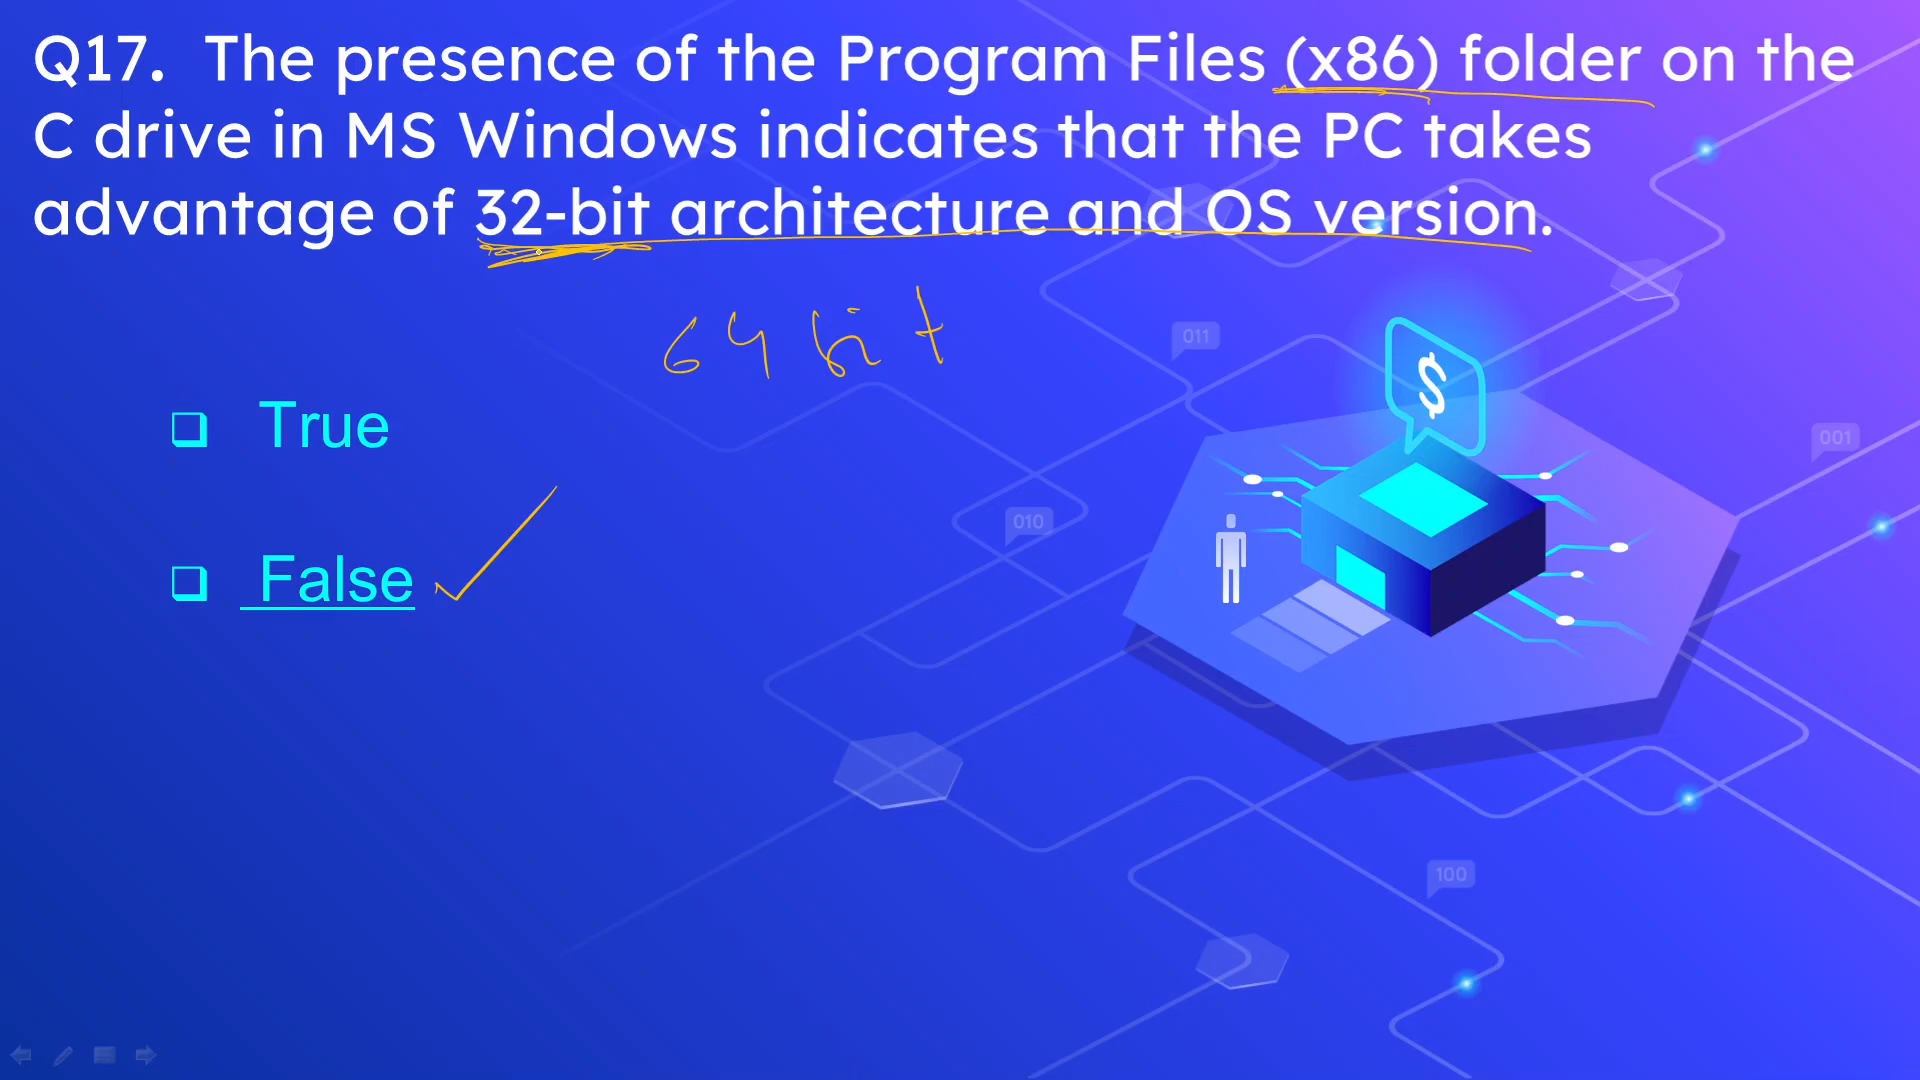 Q17. The presence of the Program Files (x86) folder on the
C drive in MS Windows indicates that the PC takes
advantage of 32-bit architecture and OS version.
64 bit
True
False
$
011
001
010
100